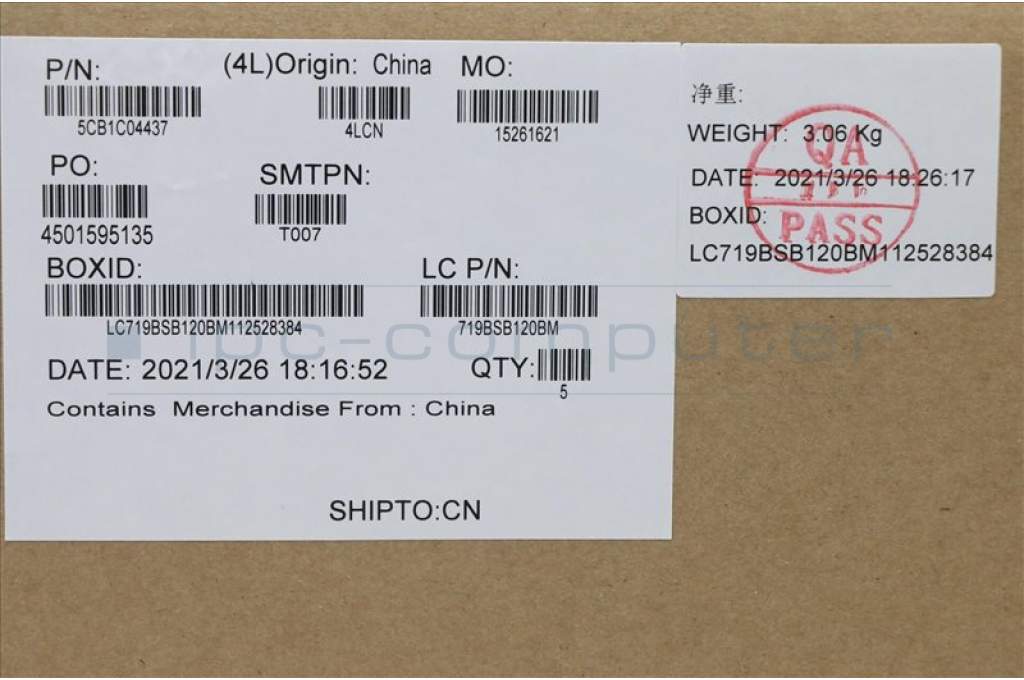 P/N: (4L)Origin: China MO:
5CB1C04437 4LCN 15261621
PO: SMTPN:
4501595135 T007
BOXID: LC P/N:
LC719BSB120BM112528384 719BSB120BM
DATE: 2021/3/26 18:16:52 QTY:
5
Contains Merchandise From : China
SHIPTO:CN
净重:
WEIGHT: 3.06 Kg
DATE: 2021/3/26 18:26:17
BOXID:
LC719BSB120BM112528384
QA
PASS
ipc-computer